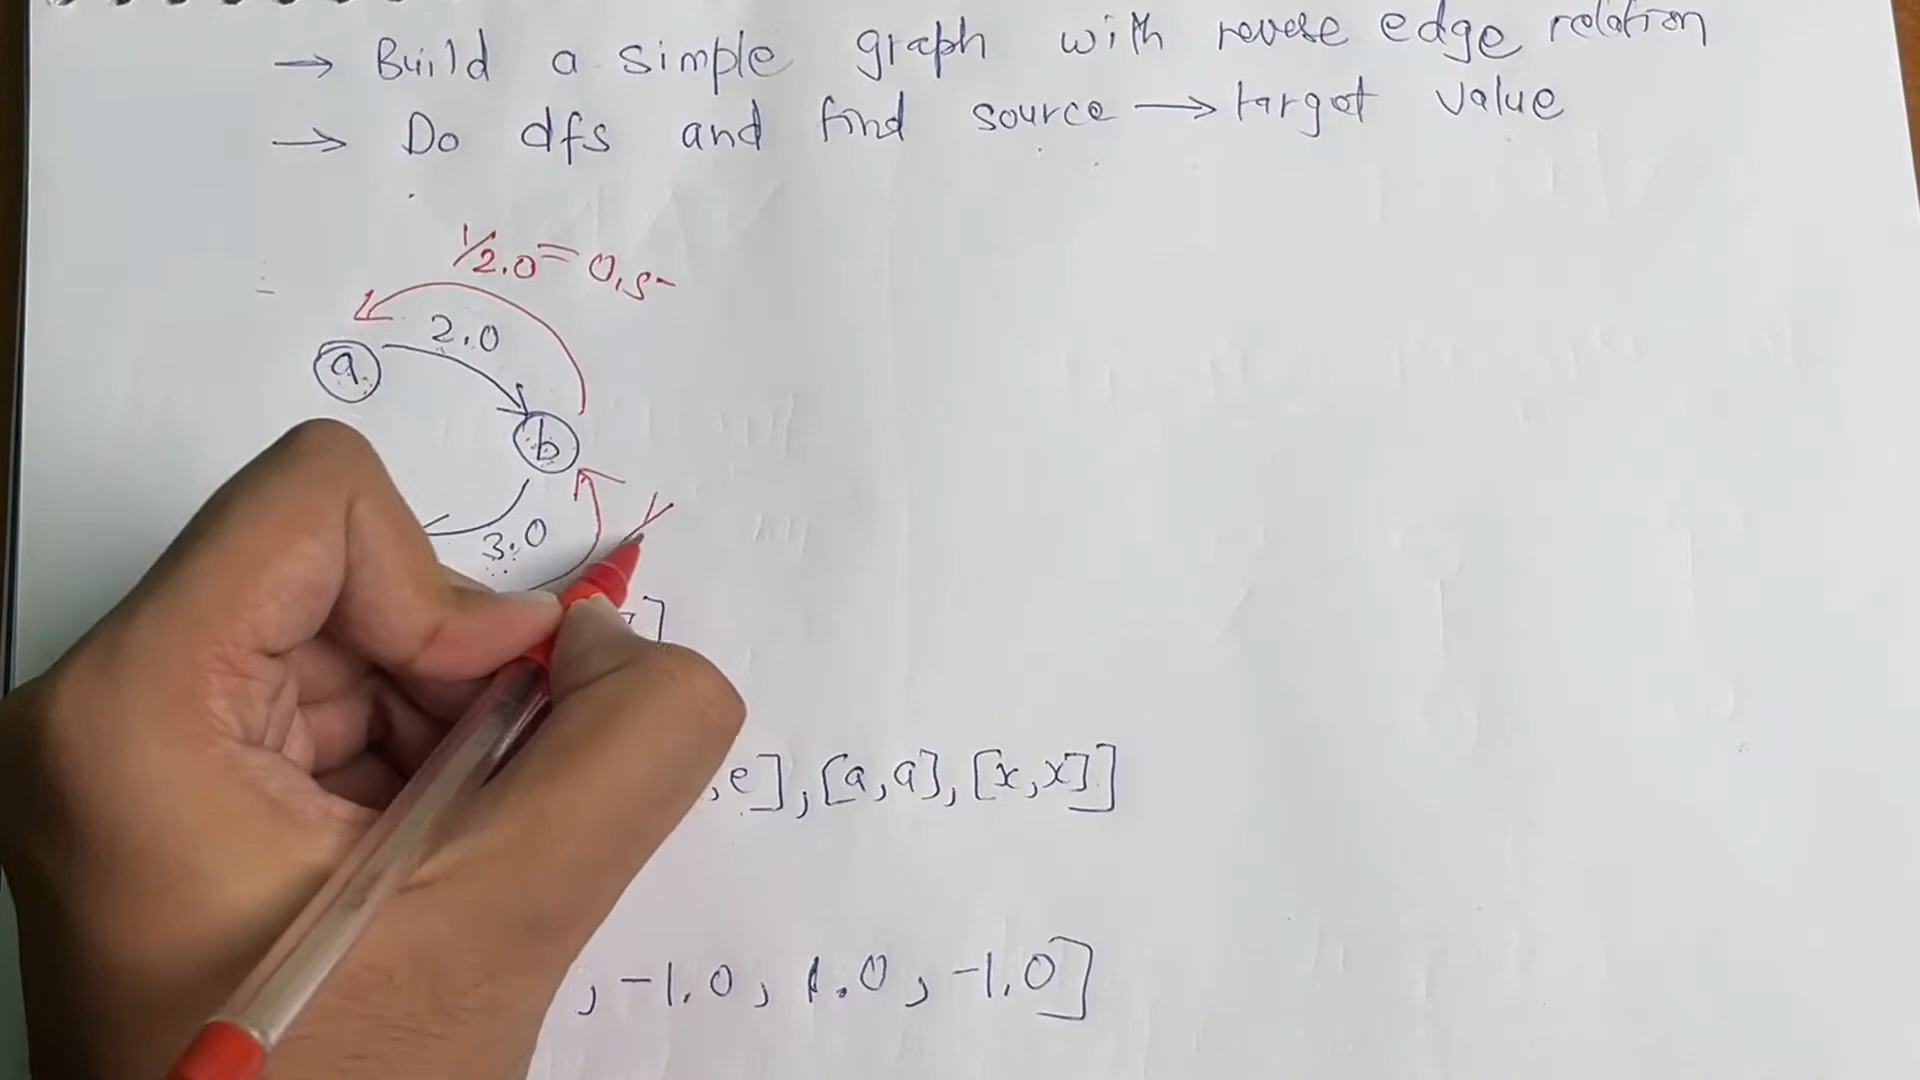 → Build a simple graph with reverse edge relation
→ Do dfs and find source → target value
1/2.0 = 0.5
2.0
a
b
3.0
1/
]
,e],[a,a],[x,x]]
, -1.0, 1.0, -1.0]